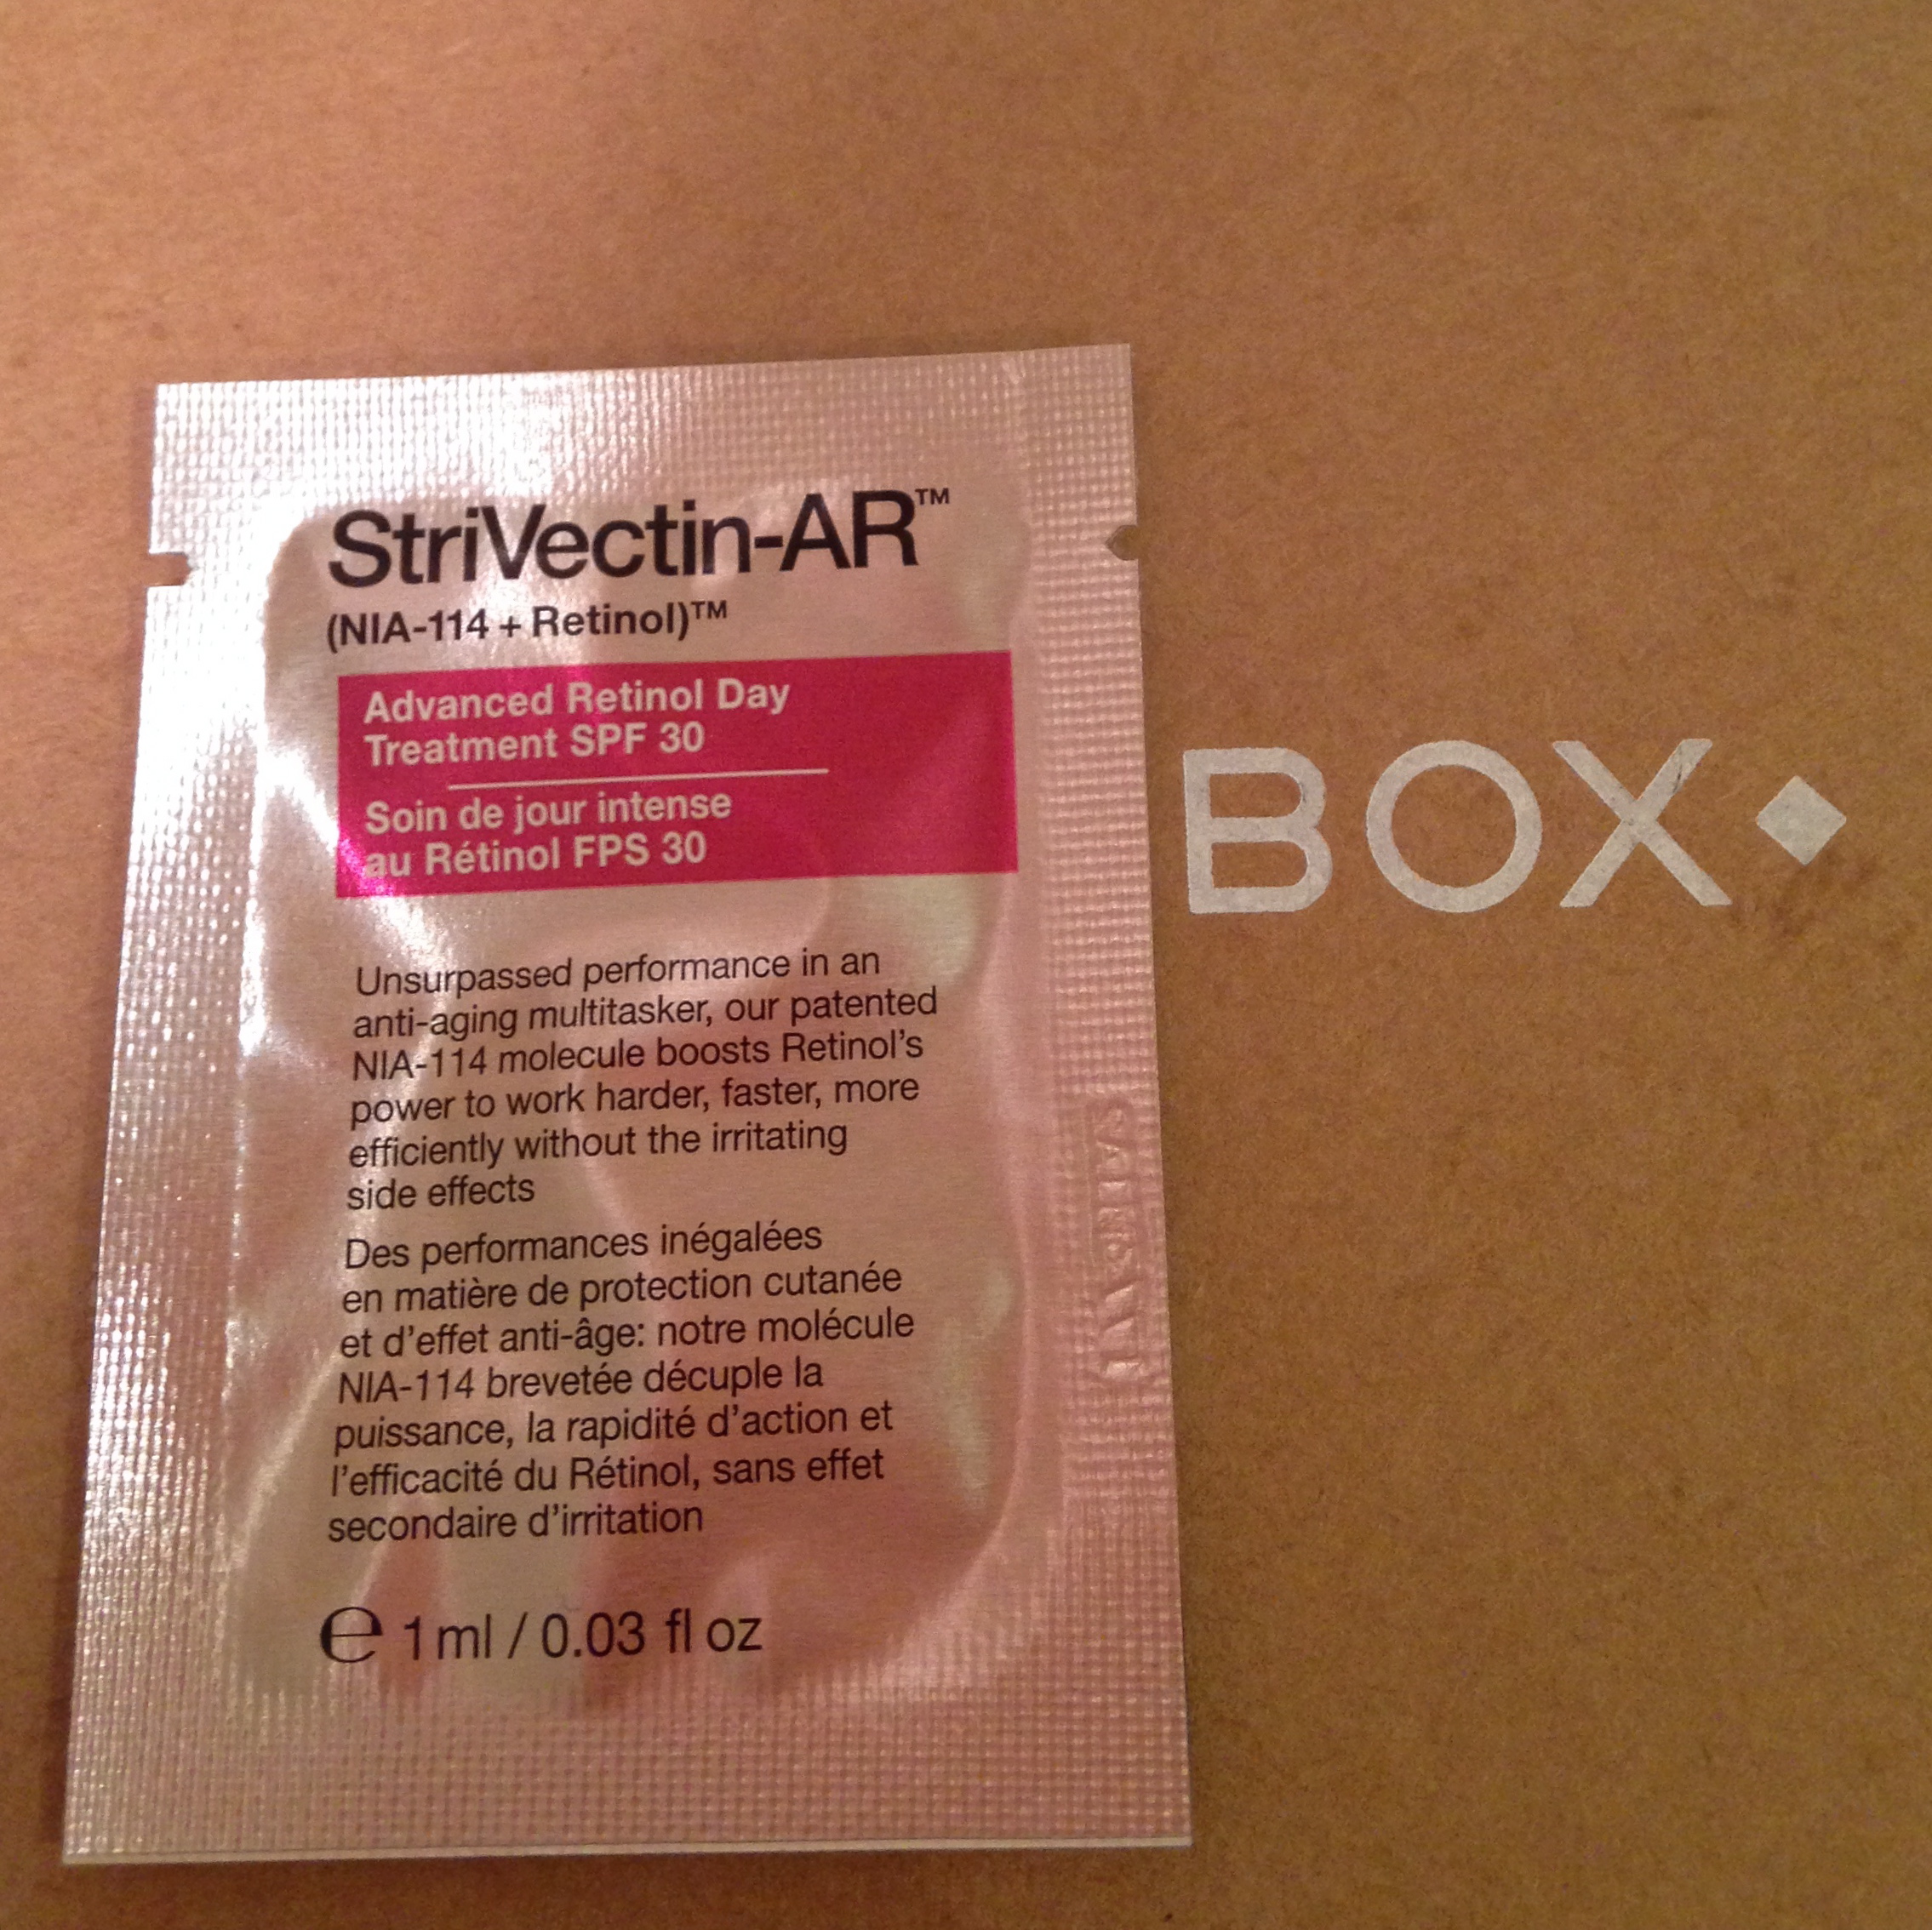 StriVectin-AR™
(NIA-114 + Retinol)™
Advanced Retinol Day
Treatment SPF 30
Soin de jour intense
au Rétinol FPS 30
Unsurpassed performance in an
anti-aging multitasker, our patented
NIA-114 molecule boosts Retinol's
power to work harder, faster, more
efficiently without the irritating
side effects
Des performances inégalées
en matière de protection cutanée
et d'effet anti-âge: notre molécule
NIA-114 brevetée décuple la
puissance, la rapidité d'action et
l'efficacité du Rétinol, sans effet
secondaire d'irritation
℮ 1 ml / 0.03 fl oz
BOX